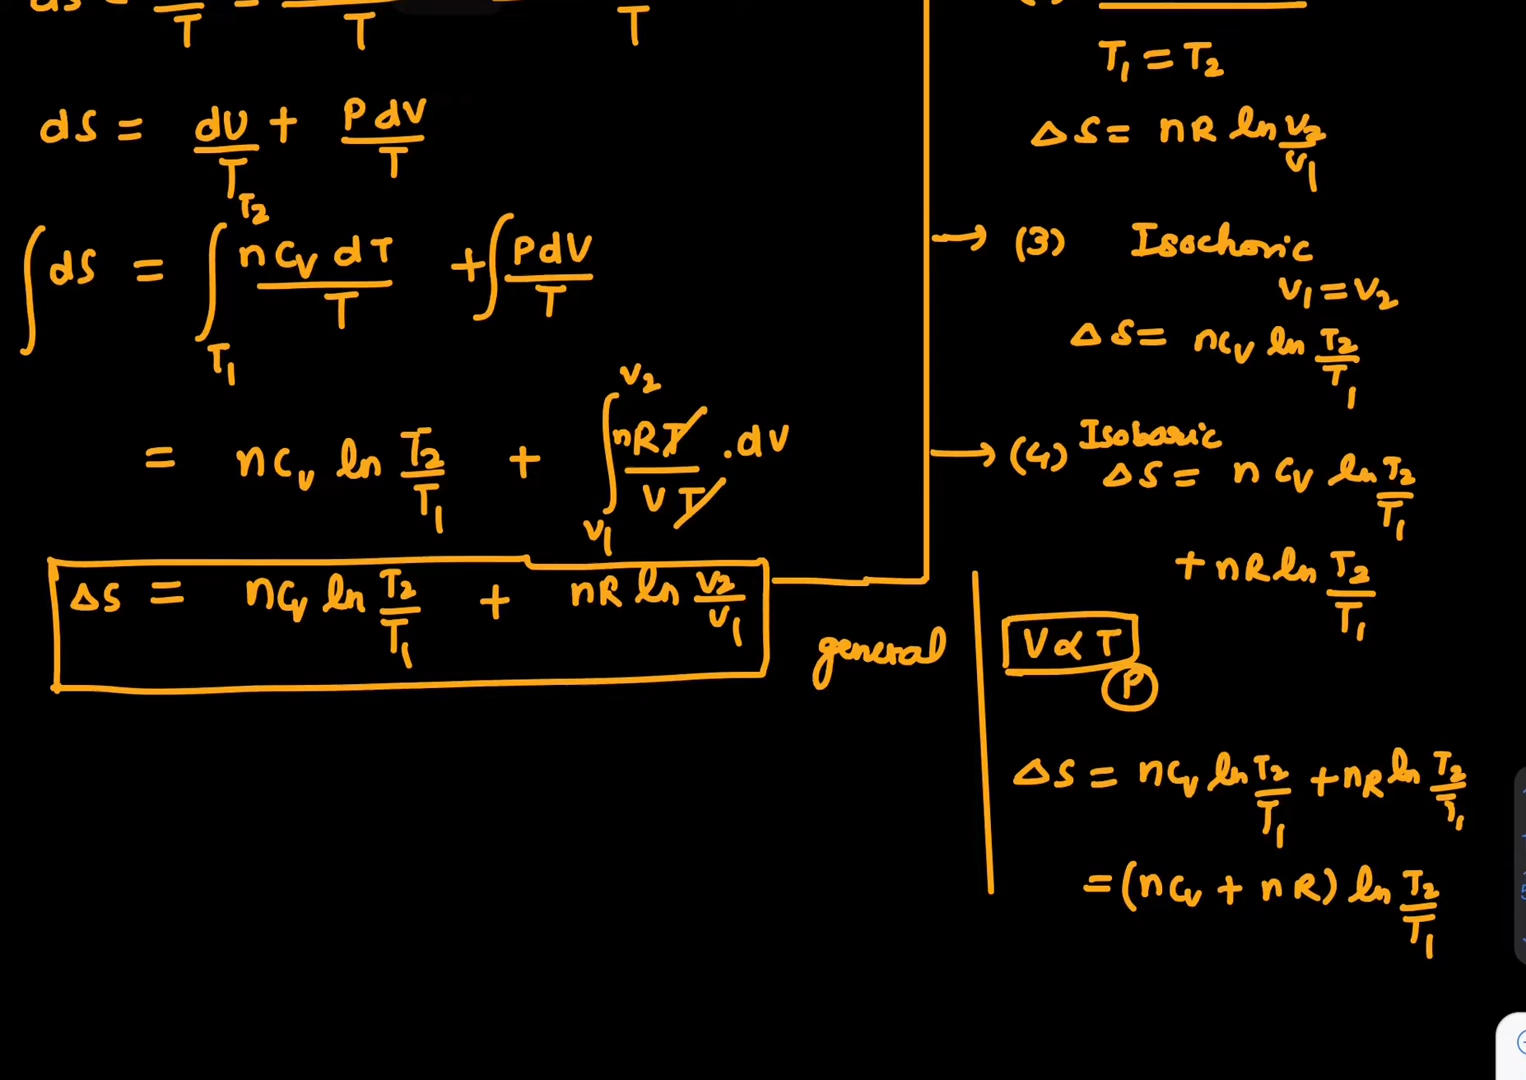 T T T
dS = dU/T + PdV/T
∫dS = ∫_{T₁}^{T₂} nCᵥdT/T + ∫PdV/T
= nCᵥ ln T₂/T₁ + ∫_{V₁}^{V₂} nRT/VT . dV
ΔS = nCᵥ ln T₂/T₁ + nR ln V₂/V₁
general
T₁ = T₂
ΔS = nR ln V₂/V₁
→ (3) Isochoric
V₁ = V₂
ΔS = nCᵥ ln T₂/T₁
→ (4) Isobaric
ΔS = nCᵥ ln T₂/T₁
+ nR ln T₂/T₁
V ∝ T
P
ΔS = nCᵥ ln T₂/T₁ + nR ln T₂/T₁
= (nCᵥ + nR) ln T₂/T₁